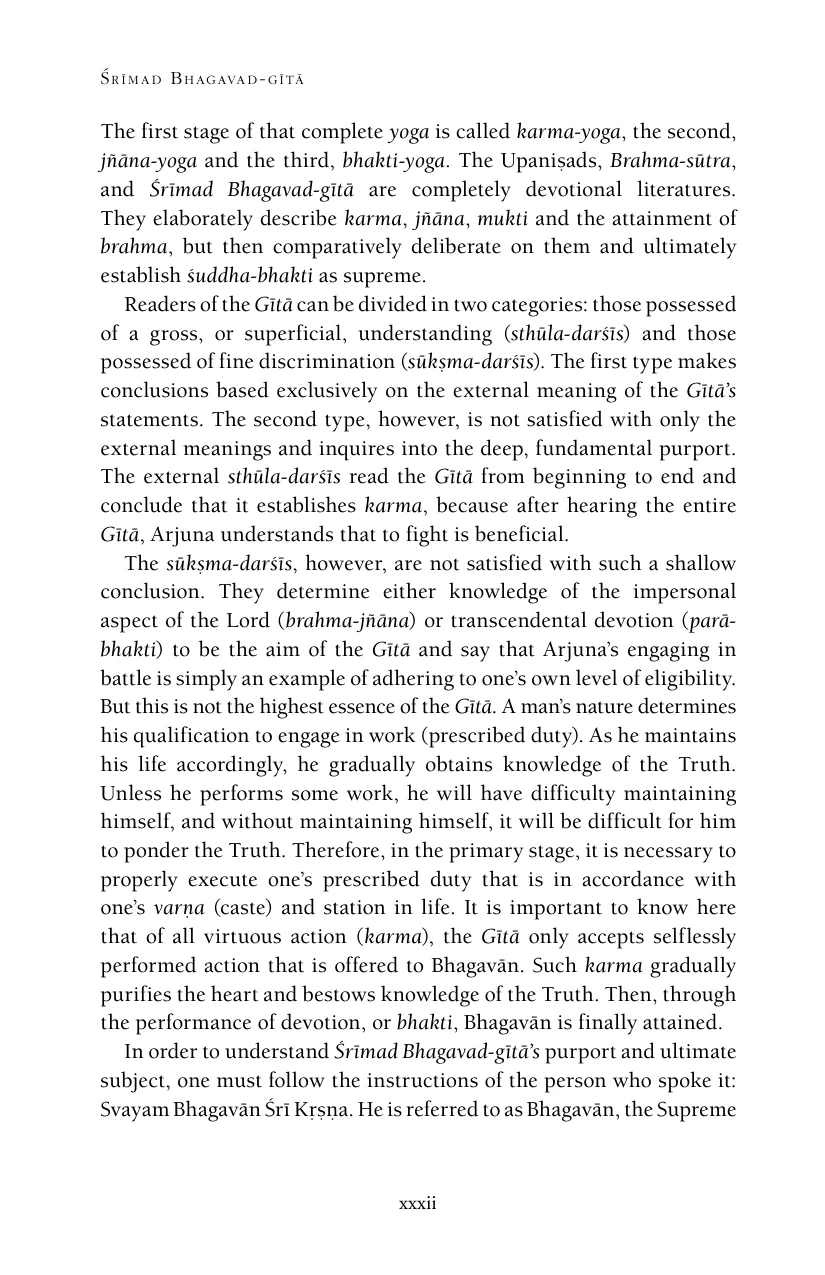 Śrīmad Bhagavad-gītā
The first stage of that complete yoga is called karma-yoga, the second,
jñāna-yoga and the third, bhakti-yoga. The Upaniṣads, Brahma-sūtra,
and Śrīmad Bhagavad-gītā are completely devotional literatures.
They elaborately describe karma, jñāna, mukti and the attainment of
brahma, but then comparatively deliberate on them and ultimately
establish śuddha-bhakti as supreme.
Readers of the Gītā can be divided in two categories: those possessed
of a gross, or superficial, understanding (sthūla-darśīs) and those
possessed of fine discrimination (sūkṣma-darśīs). The first type makes
conclusions based exclusively on the external meaning of the Gītā’s
statements. The second type, however, is not satisfied with only the
external meanings and inquires into the deep, fundamental purport.
The external sthūla-darśīs read the Gītā from beginning to end and
conclude that it establishes karma, because after hearing the entire
Gītā, Arjuna understands that to fight is beneficial.
The sūkṣma-darśīs, however, are not satisfied with such a shallow
conclusion. They determine either knowledge of the impersonal
aspect of the Lord (brahma-jñāna) or transcendental devotion (parā-
bhakti) to be the aim of the Gītā and say that Arjuna’s engaging in
battle is simply an example of adhering to one’s own level of eligibility.
But this is not the highest essence of the Gītā. A man’s nature determines
his qualification to engage in work (prescribed duty). As he maintains
his life accordingly, he gradually obtains knowledge of the Truth.
Unless he performs some work, he will have difficulty maintaining
himself, and without maintaining himself, it will be difficult for him
to ponder the Truth. Therefore, in the primary stage, it is necessary to
properly execute one’s prescribed duty that is in accordance with
one’s varṇa (caste) and station in life. It is important to know here
that of all virtuous action (karma), the Gītā only accepts selflessly
performed action that is offered to Bhagavān. Such karma gradually
purifies the heart and bestows knowledge of the Truth. Then, through
the performance of devotion, or bhakti, Bhagavān is finally attained.
In order to understand Śrīmad Bhagavad-gītā’s purport and ultimate
subject, one must follow the instructions of the person who spoke it:
Svayam Bhagavān Śrī Kṛṣṇa. He is referred to as Bhagavān, the Supreme
xxxii